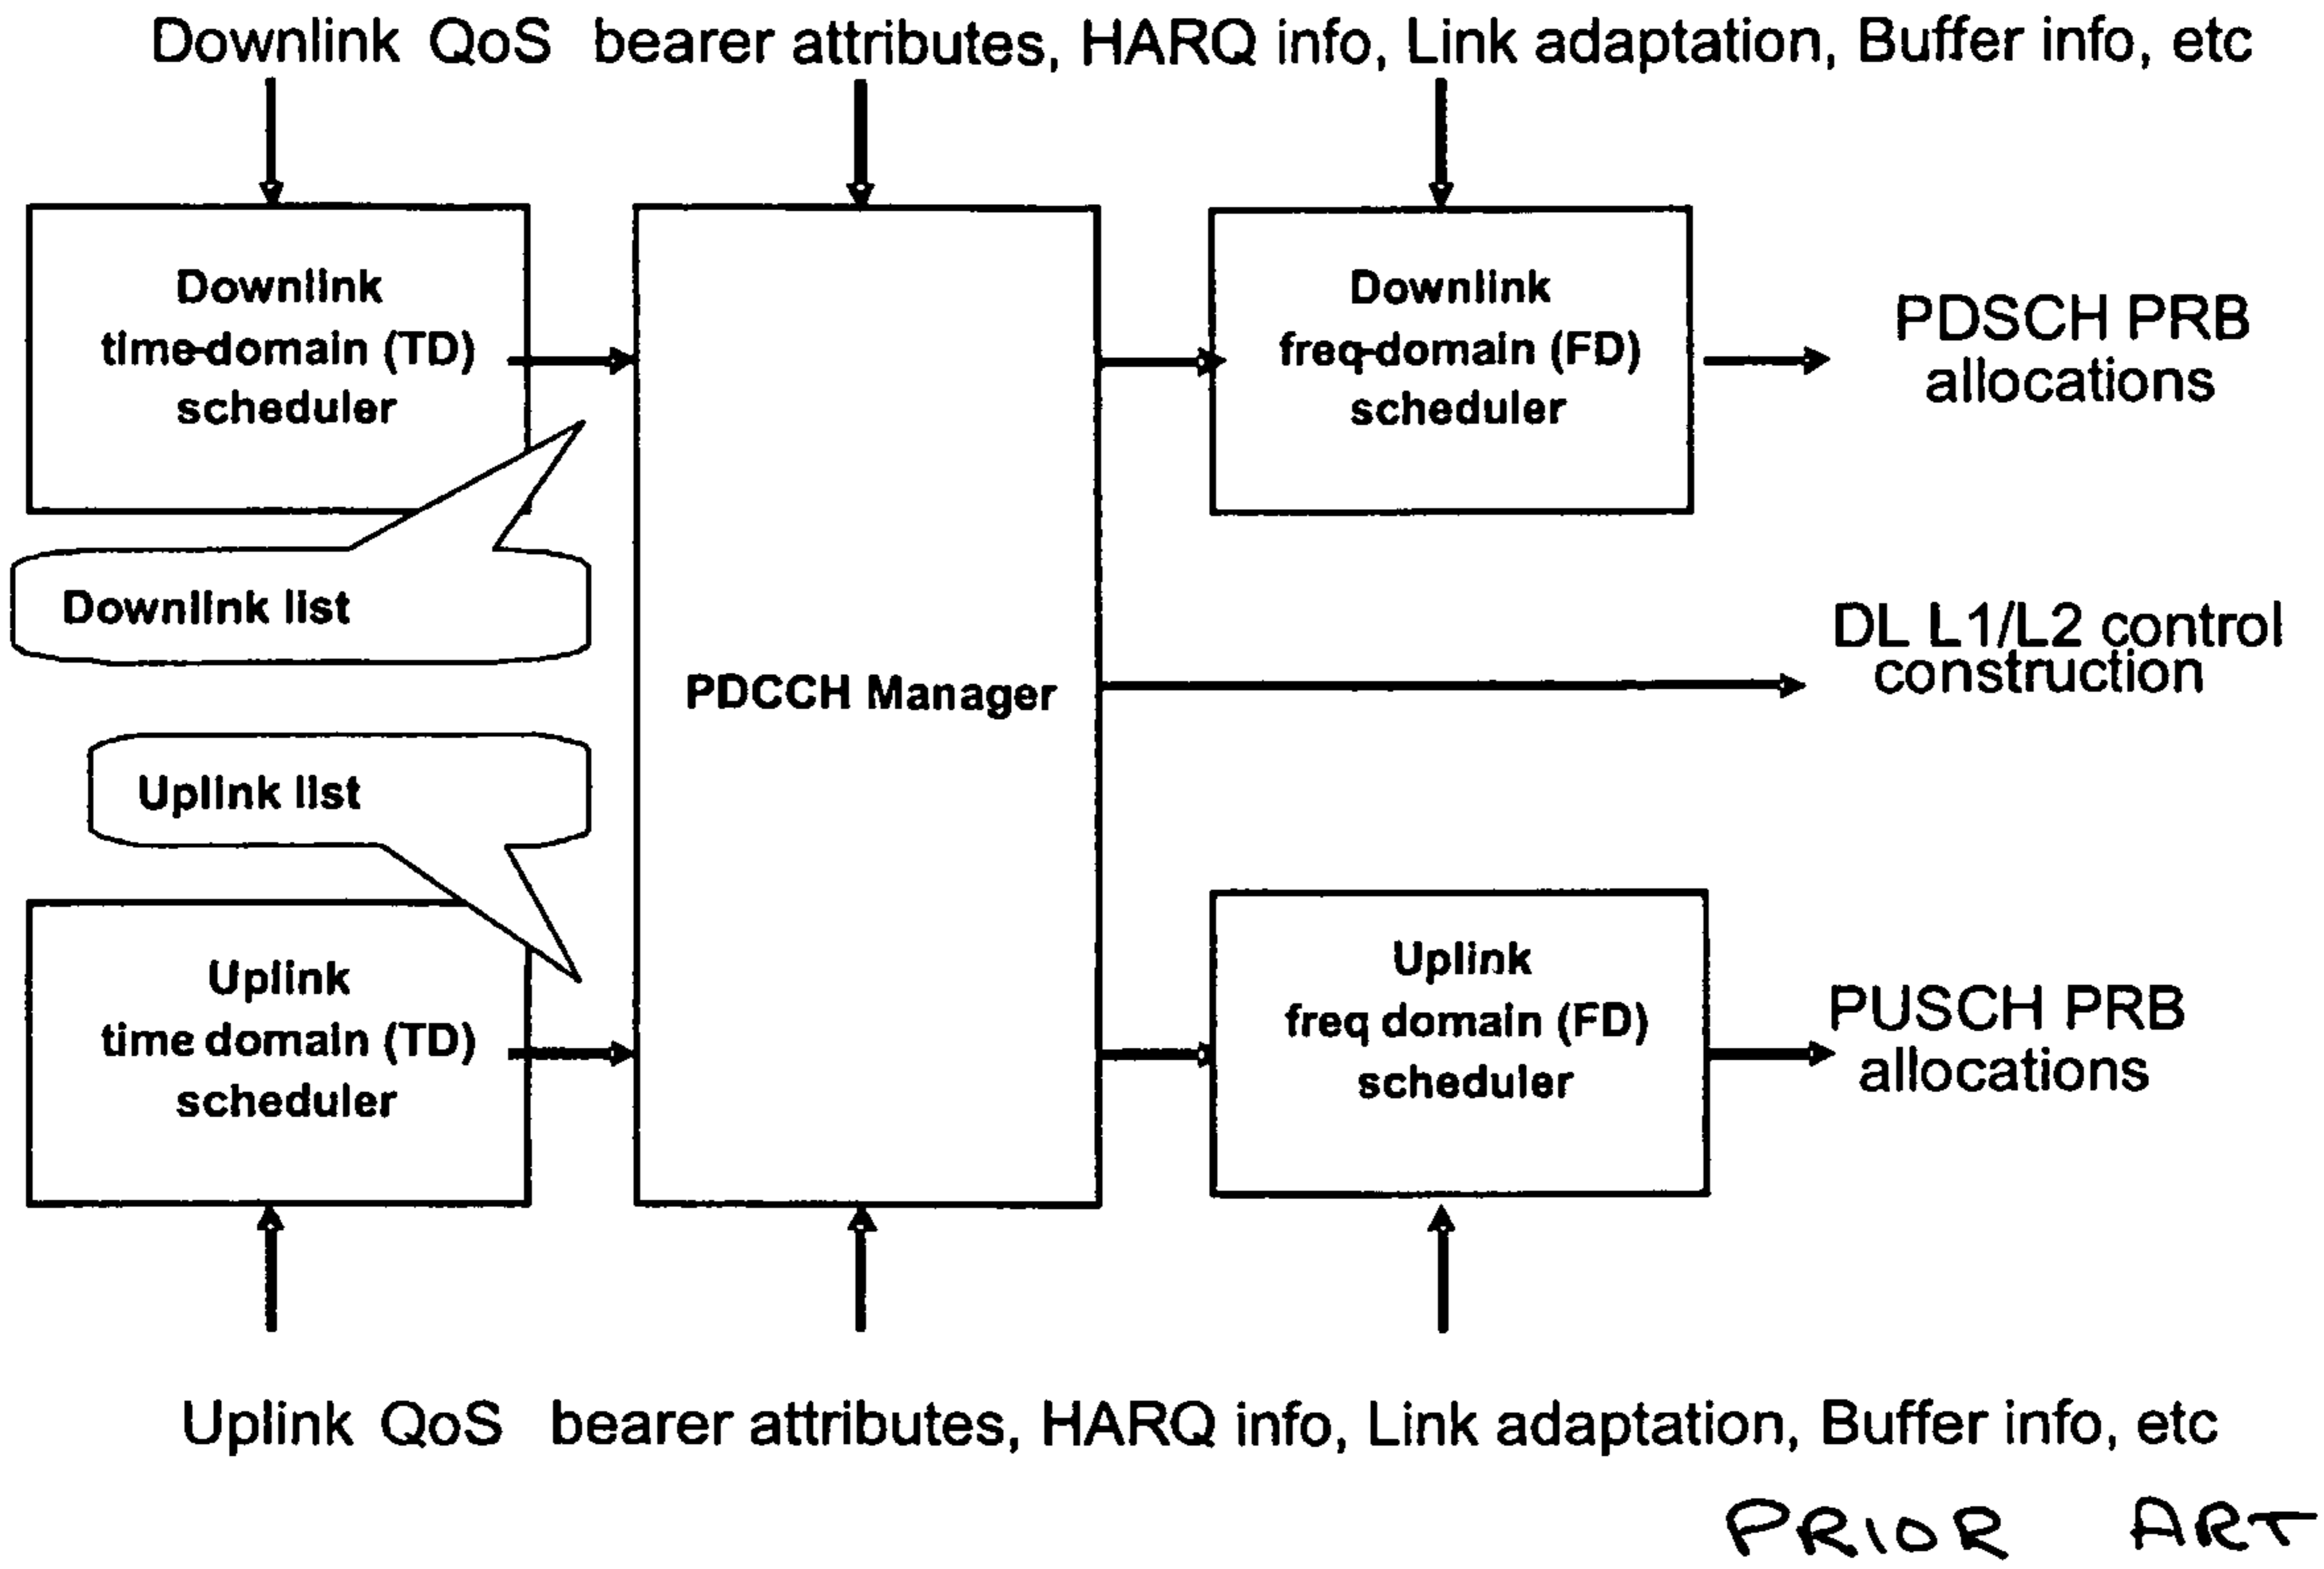 Downlink QoS bearer attributes, HARQ info, Link adaptation, Buffer info, etc
Downlink
time-domain (TD)
scheduler
Downlink
freq-domain (FD)
scheduler
PDSCH PRB
allocations
Downlink list
PDCCH Manager
DL L1/L2 control
construction
Uplink list
Uplink
time domain (TD)
scheduler
Uplink
freq domain (FD)
scheduler
PUSCH PRB
allocations
Uplink QoS bearer attributes, HARQ info, Link adaptation, Buffer info, etc
PRIOR ART